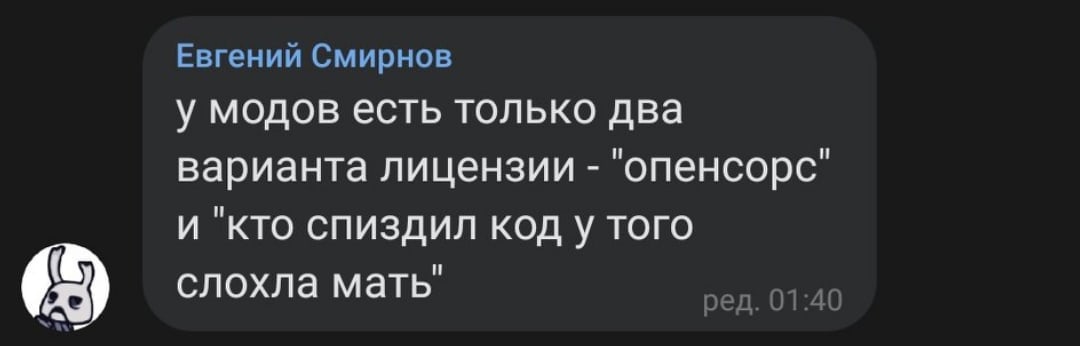 Евгений Смирнов
у модов есть только два
варианта лицензии - "опенсорс"
и "кто спиздил код у того
слохла мать"
ред. 01:40